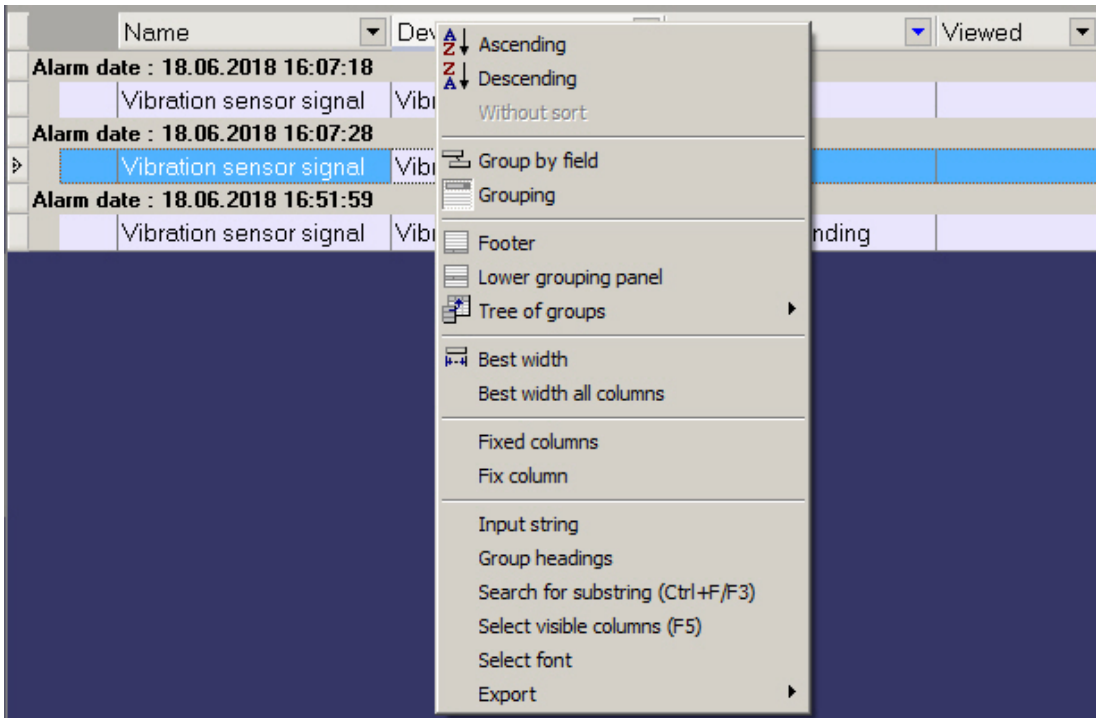 Name Viewed
Alarm date : 18.06.2018 16:07:18
Vibration sensor signal
Alarm date : 18.06.2018 16:07:28
Vibration sensor signal
Alarm date : 18.06.2018 16:51:59
Vibration sensor signal
Ascending
Descending
Without sort
Group by field
Grouping
Footer
Lower grouping panel
Tree of groups
Best width
Best width all columns
Fixed columns
Fix column
Input string
Group headings
Search for substring (Ctrl+F/F3)
Select visible columns (F5)
Select font
Export